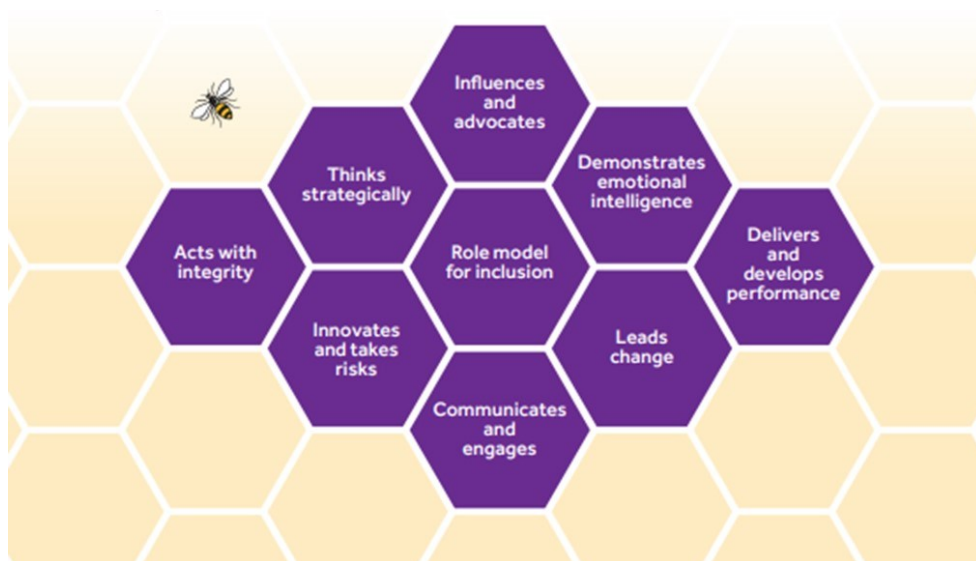 Influences
and
advocates
Thinks
strategically
Demonstrates
emotional
intelligence
Acts with
integrity
Role model
for inclusion
Delivers
and
develops
performance
Innovates
and takes
risks
Leads
change
Communicates
and
engages